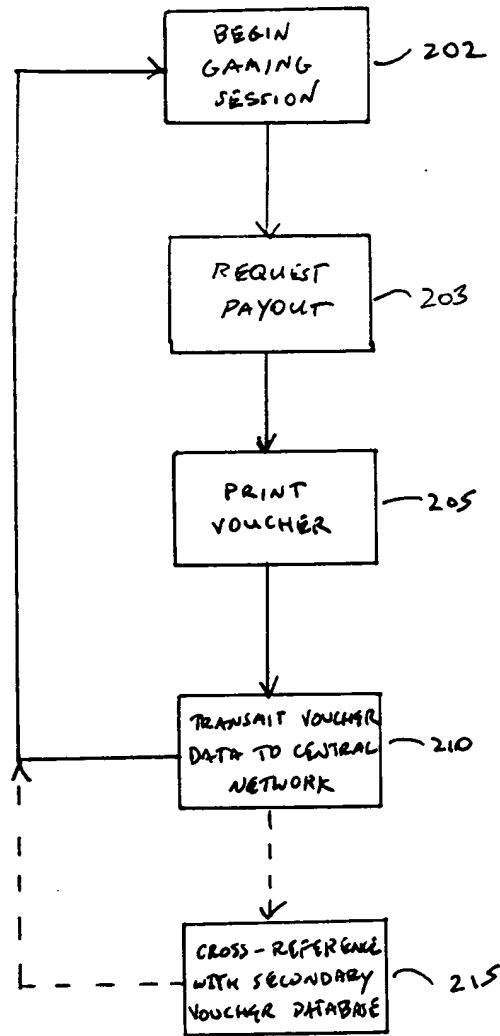 BEGIN
GAMING
SESSION
202
REQUEST
PAYOUT
203
PRINT
VOUCHER
205
TRANSMIT VOUCHER
DATA TO CENTRAL
NETWORK
210
CROSS-REFERENCE
WITH SECONDARY
VOUCHER DATABASE
215